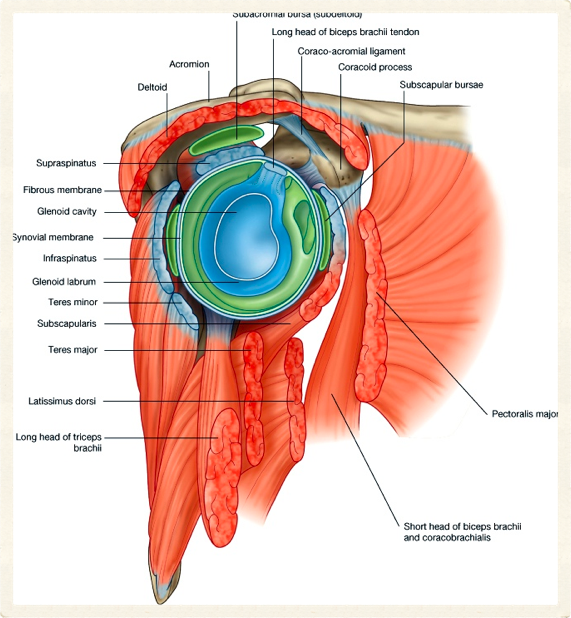 Subacromial bursa (subdeltoid)
Long head of biceps brachii tendon
Coraco-acromial ligament
Acromion
Coracoid process
Deltoid
Subscapular bursae
Supraspinatus
Fibrous membrane
Glenoid cavity
Synovial membrane
Infraspinatus
Glenoid labrum
Teres minor
Subscapularis
Teres major
Latissimus dorsi
Pectoralis major
Long head of triceps
brachii
Short head of biceps brachii
and coracobrachialis